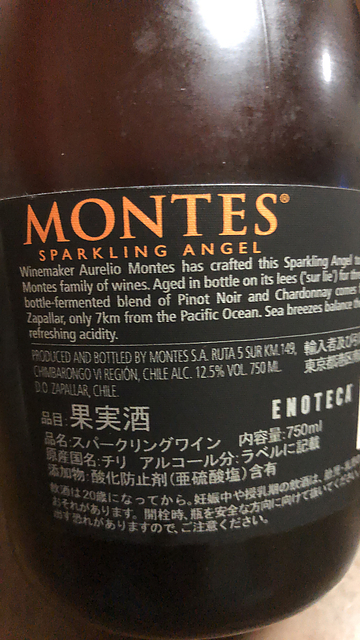 MONTES®
SPARKLING ANGEL
Winemaker Aurelio Montes has crafted this Sparkling Angel to
Montes family of wines. Aged in bottle on its lees ('sur lie') for
bottle-fermented blend of Pinot Noir and Chardonnay
Zapallar, only 7km from the Pacific Ocean. Sea breezes balance
refreshing acidity.
PRODUCED AND BOTTLED BY MONTES S.A. RUTA 5 SUR KM.149,
CHIMBARONGO VI REGIÓN, CHILE ALC. 12.5% VOL. 750 ML.
D.O. ZAPALLAR, CHILE.
輸入者及び
東京都港区
ENOTECA
品目:果実酒
品名:スパークリングワイン 内容量:750ml
原産国名:チリ アルコール分:ラベルに記載
添加物:酸化防止剤(亜硫酸塩)含有
飲酒は20歳になってから。妊娠中や授乳期の飲酒は、
おそれがあります。 開栓時、瓶を安全な方向に向けて抜いてください
出す恐れがありますので、ご注意ください。